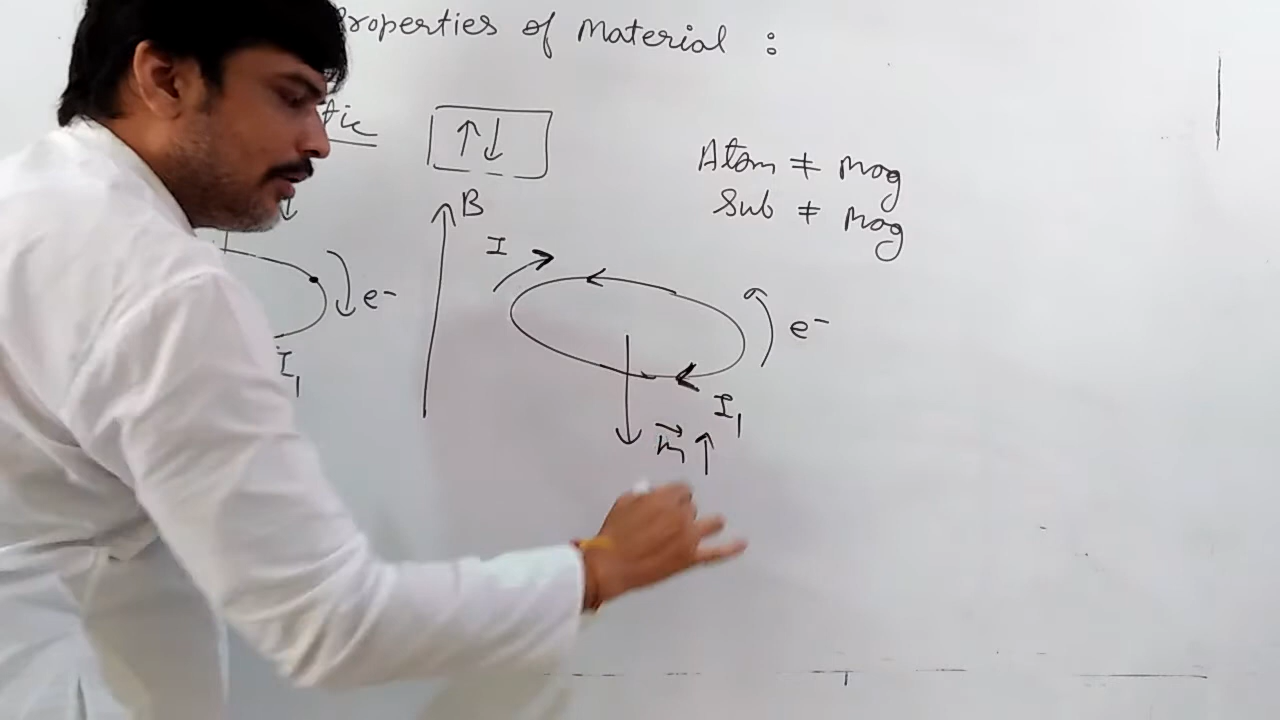 roperties of Material :
tic
↑↓
Atom ≠ mag
Sub ≠ mag
B
I
e-
e-
I1
I1
m ↑